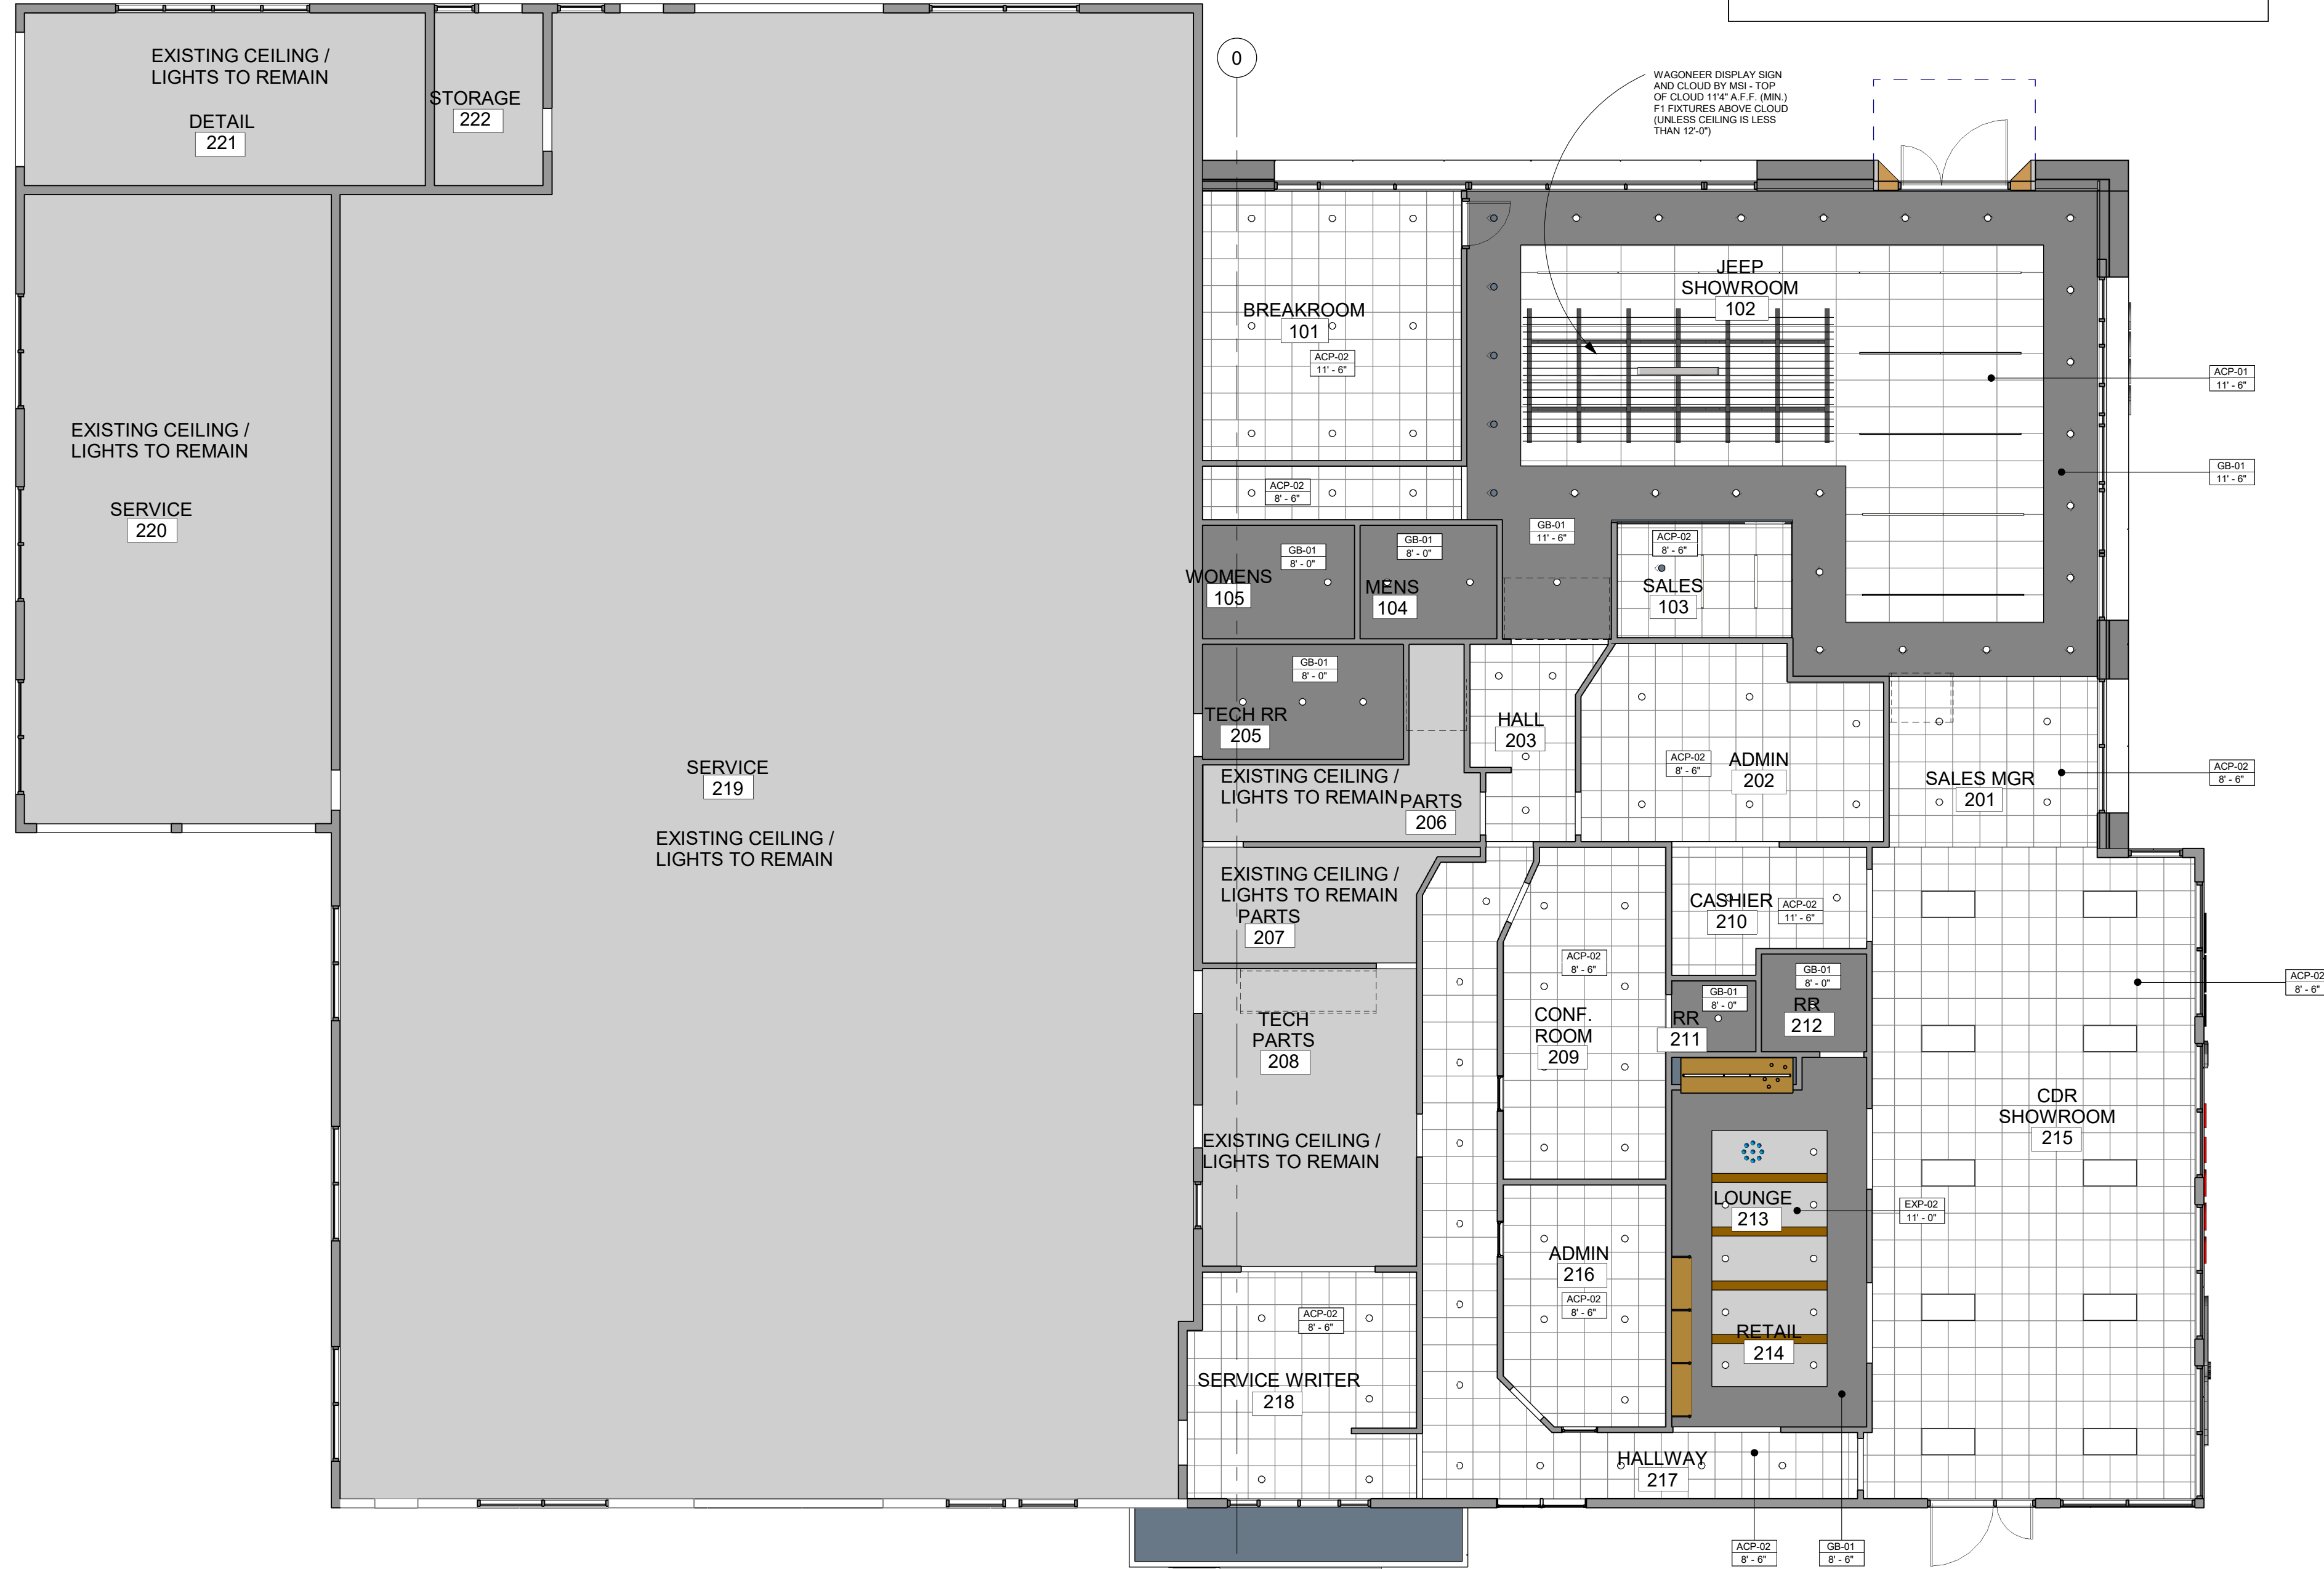 EXISTING CEILING /
LIGHTS TO REMAIN
DETAIL
221
STORAGE
222
0
WAGONEER DISPLAY SIGN
AND CLOUD BY MSI - TOP
OF CLOUD 11'4" A.F.F. (MIN.)
F1 FIXTURES ABOVE CLOUD
(UNLESS CEILING IS LESS
THAN 12'-0")
JEEP
SHOWROOM
102
BREAKROOM
101
ACP-02
11' - 6"
ACP-01
11' - 6"
EXISTING CEILING /
LIGHTS TO REMAIN
SERVICE
220
GB-01
11' - 6"
ACP-02
8' - 6"
GB-01
11' - 6"
GB-01
8' - 0"
WOMENS
105
GB-01
8' - 0"
MENS
104
ACP-02
8' - 6"
SALES
103
GB-01
8' - 0"
TECH RR
205
HALL
203
ACP-02
8' - 6"
ADMIN
202
SALES MGR
201
ACP-02
8' - 6"
SERVICE
219
EXISTING CEILING /
LIGHTS TO REMAIN
EXISTING CEILING /
LIGHTS TO REMAIN
PARTS
206
EXISTING CEILING /
LIGHTS TO REMAIN
PARTS
207
CASHIER
210
ACP-02
11' - 6"
ACP-02
8' - 6"
CONF.
ROOM
209
GB-01
8' - 0"
RR
211
GB-01
8' - 0"
RR
212
ACP-02
8' - 6"
TECH
PARTS
208
EXISTING CEILING /
LIGHTS TO REMAIN
CDR
SHOWROOM
215
LOUNGE
213
EXP-02
11' - 0"
ADMIN
216
ACP-02
8' - 6"
RETAIL
214
ACP-02
8' - 6"
SERVICE WRITER
218
HALLWAY
217
ACP-02
8' - 6"
GB-01
8' - 6"